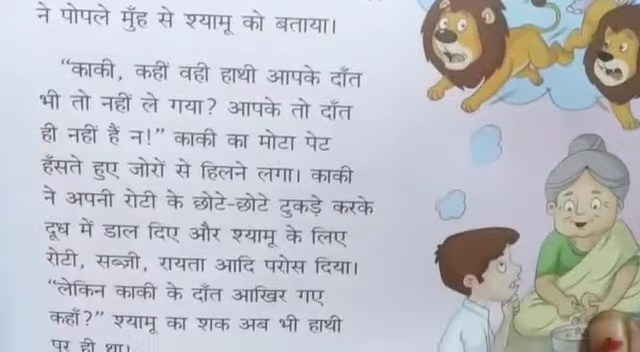 ने पोपले मुँह से श्यामू को बताया।
“काकी, कहीं वही हाथी आपके दाँत
भी तो नहीं ले गया? आपके तो दाँत
ही नहीं हैं न!” काकी का मोटा पेट
हँसते हुए जोरों से हिलने लगा। काकी
ने अपनी रोटी के छोटे-छोटे टुकड़े करके
दूध में डाल दिए और श्यामू के लिए
रोटी, सब्ज़ी, रायता आदि परोस दिया।
“लेकिन काकी के दाँत आखिर गए
कहाँ?” श्यामू का शक अब भी हाथी
पर ही था।